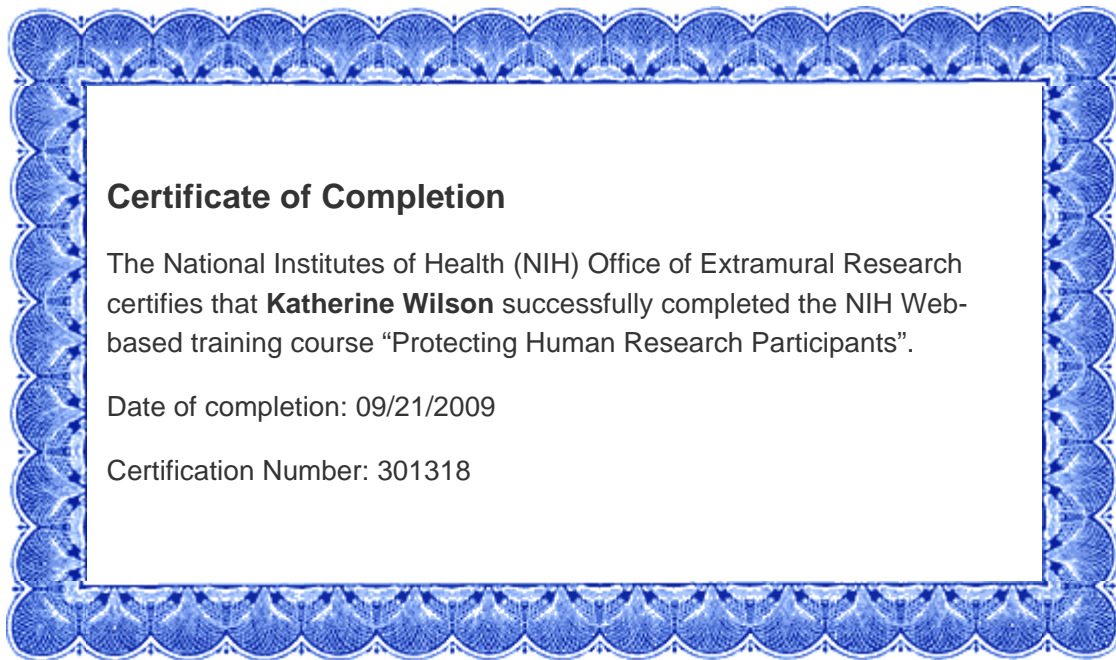 Certificate of Completion
The National Institutes of Health (NIH) Office of Extramural Research
certifies that Katherine Wilson successfully completed the NIH Web-
based training course “Protecting Human Research Participants”.
Date of completion: 09/21/2009
Certification Number: 301318